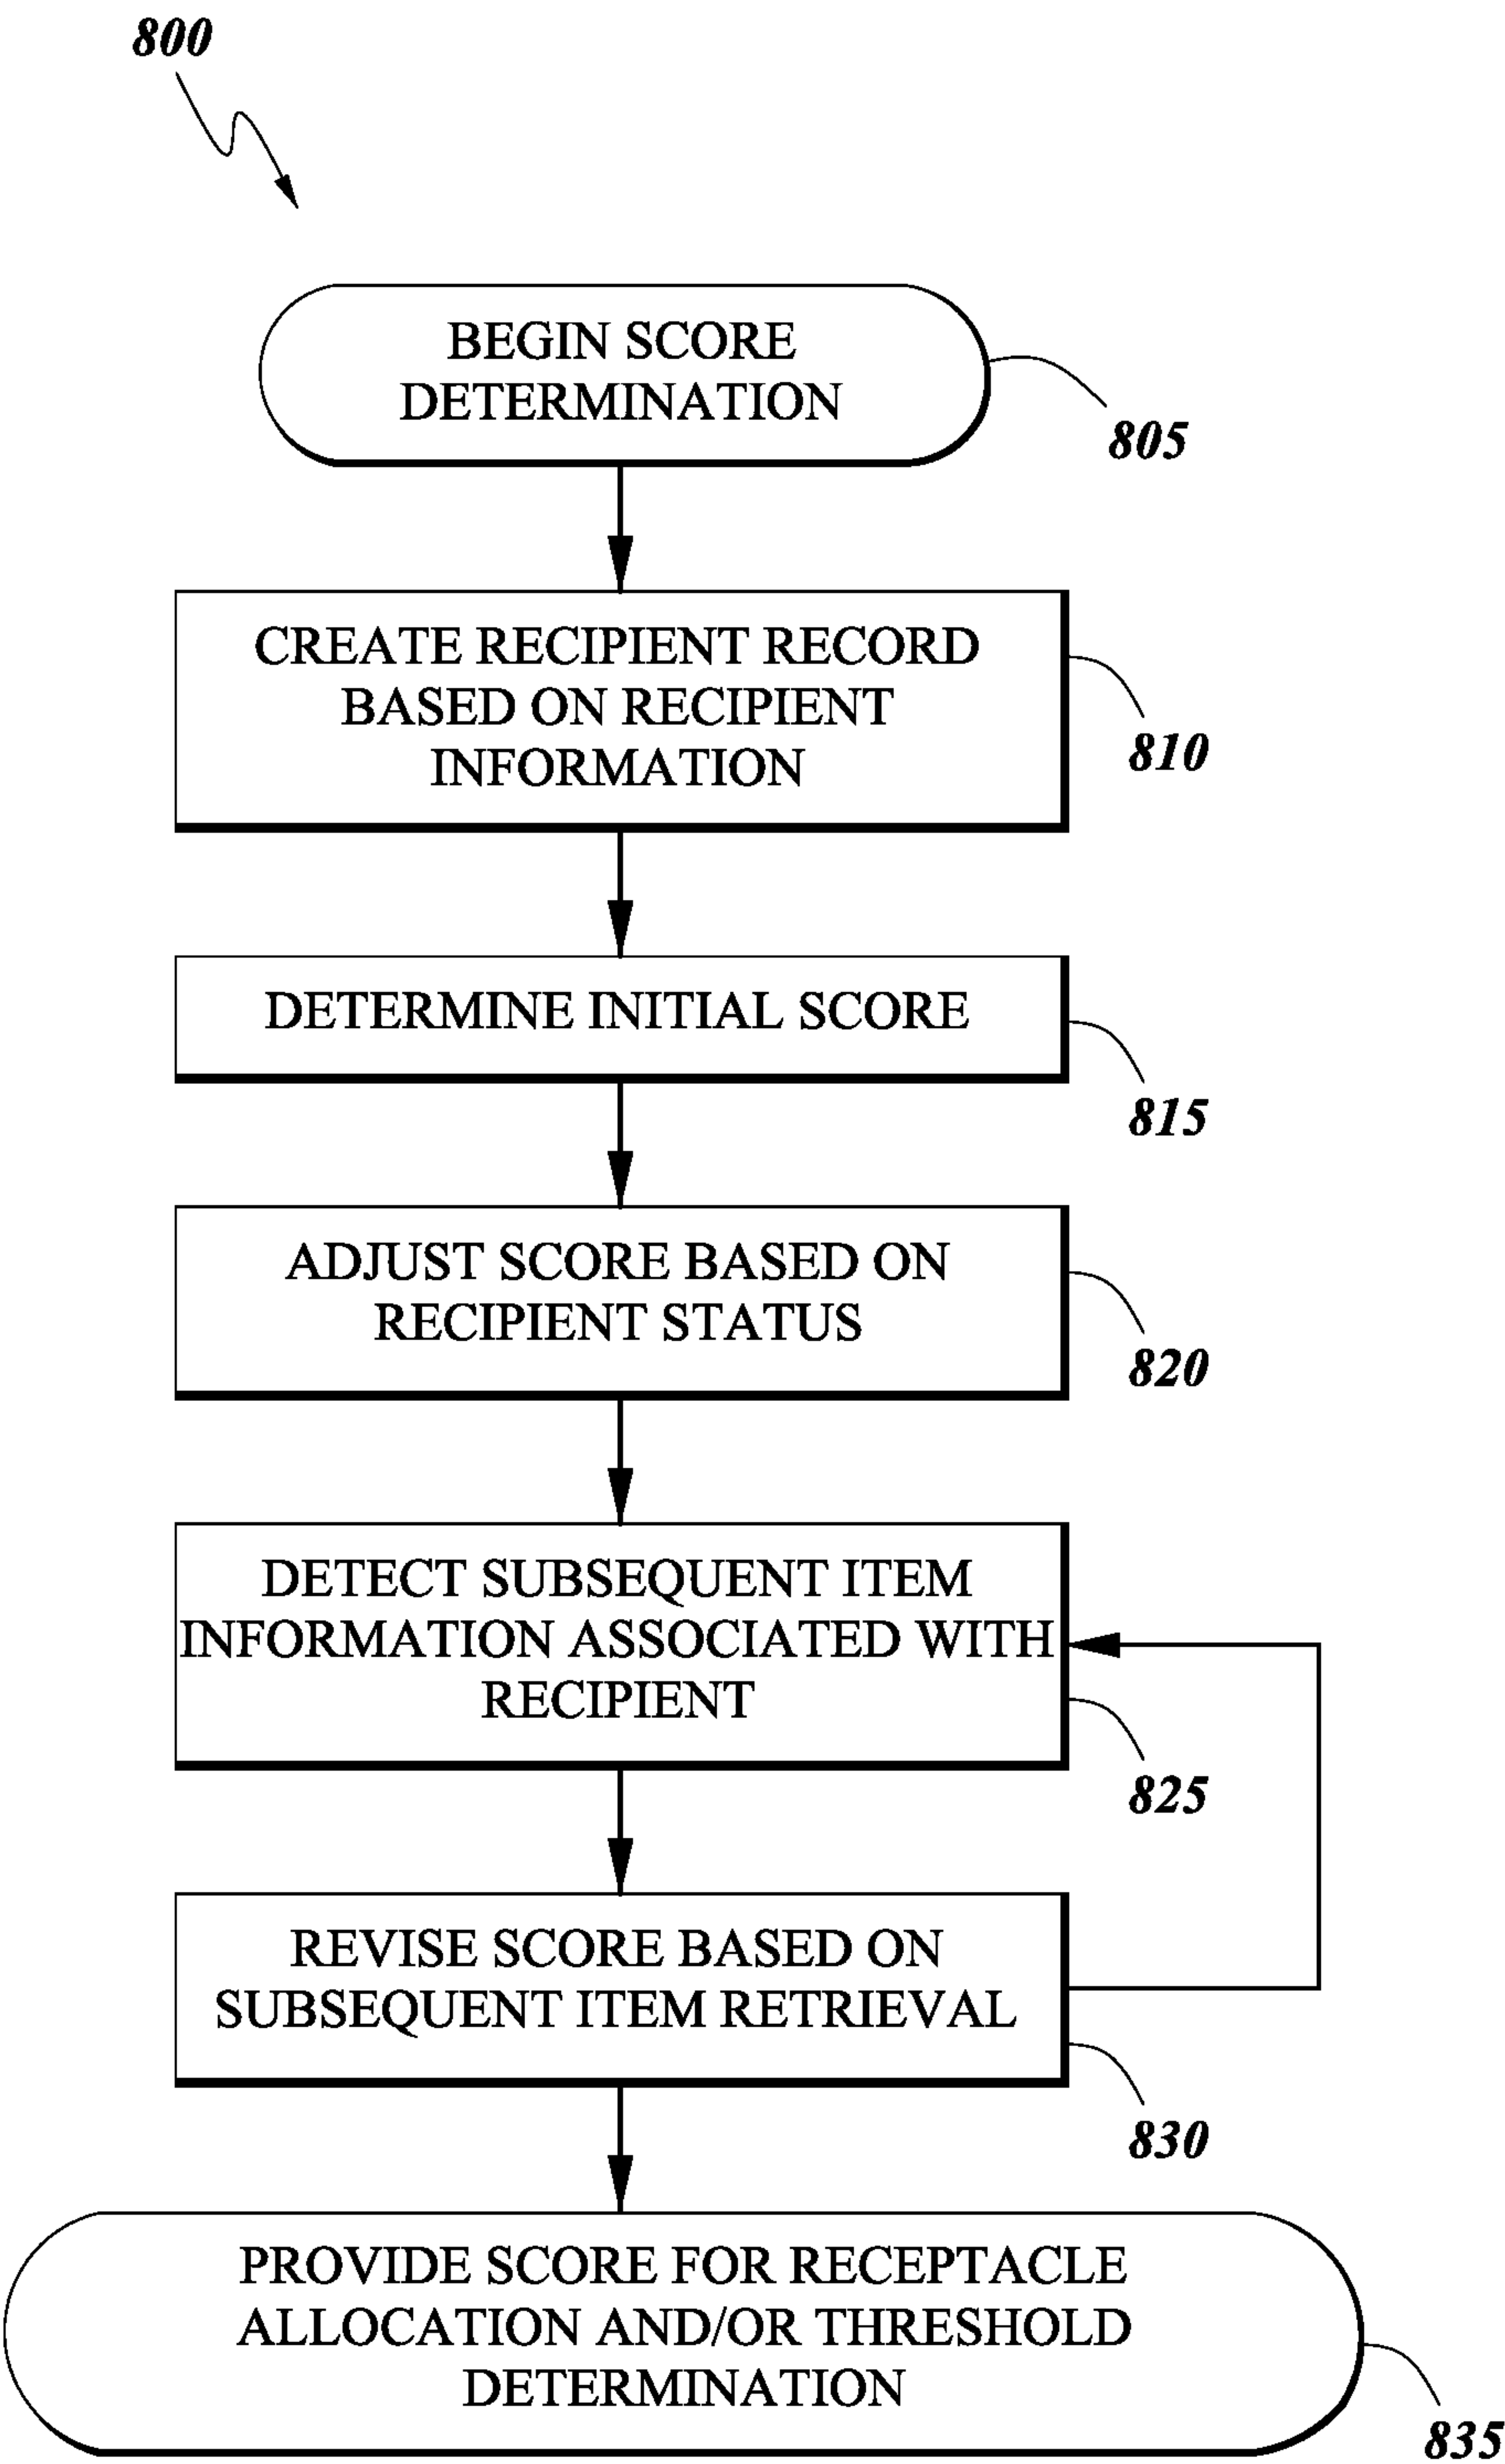 800
BEGIN SCORE
DETERMINATION
805
CREATE RECIPIENT RECORD
BASED ON RECIPIENT
INFORMATION
810
DETERMINE INITIAL SCORE
815
ADJUST SCORE BASED ON
RECIPIENT STATUS
820
DETECT SUBSEQUENT ITEM
INFORMATION ASSOCIATED WITH
RECIPIENT
825
REVISE SCORE BASED ON
SUBSEQUENT ITEM RETRIEVAL
830
PROVIDE SCORE FOR RECEPTACLE
ALLOCATION AND/OR THRESHOLD
DETERMINATION
835